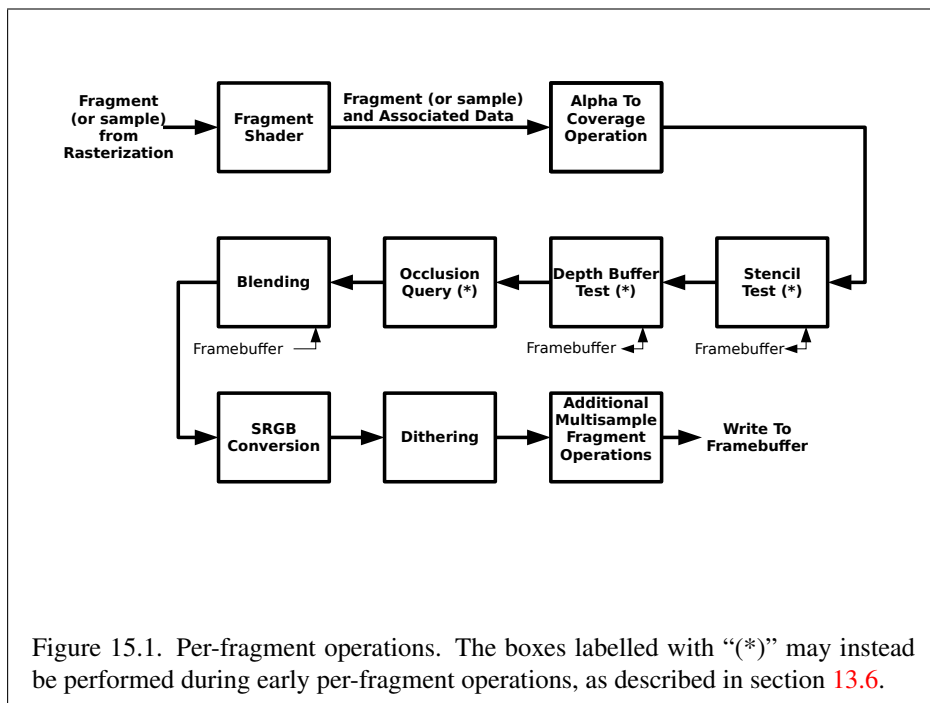 Fragment
(or sample)
from
Rasterization
Fragment
Shader
Fragment (or sample)
and Associated Data
Alpha To
Coverage
Operation
Blending
Occlusion
Query (*)
Depth Buffer
Test (*)
Stencil
Test (*)
Framebuffer
Framebuffer
Framebuffer
SRGB
Conversion
Dithering
Additional
Multisample
Fragment
Operations
Write To
Framebuffer
Figure 15.1. Per-fragment operations. The boxes labelled with “(*)” may instead
be performed during early per-fragment operations, as described in section 13.6.